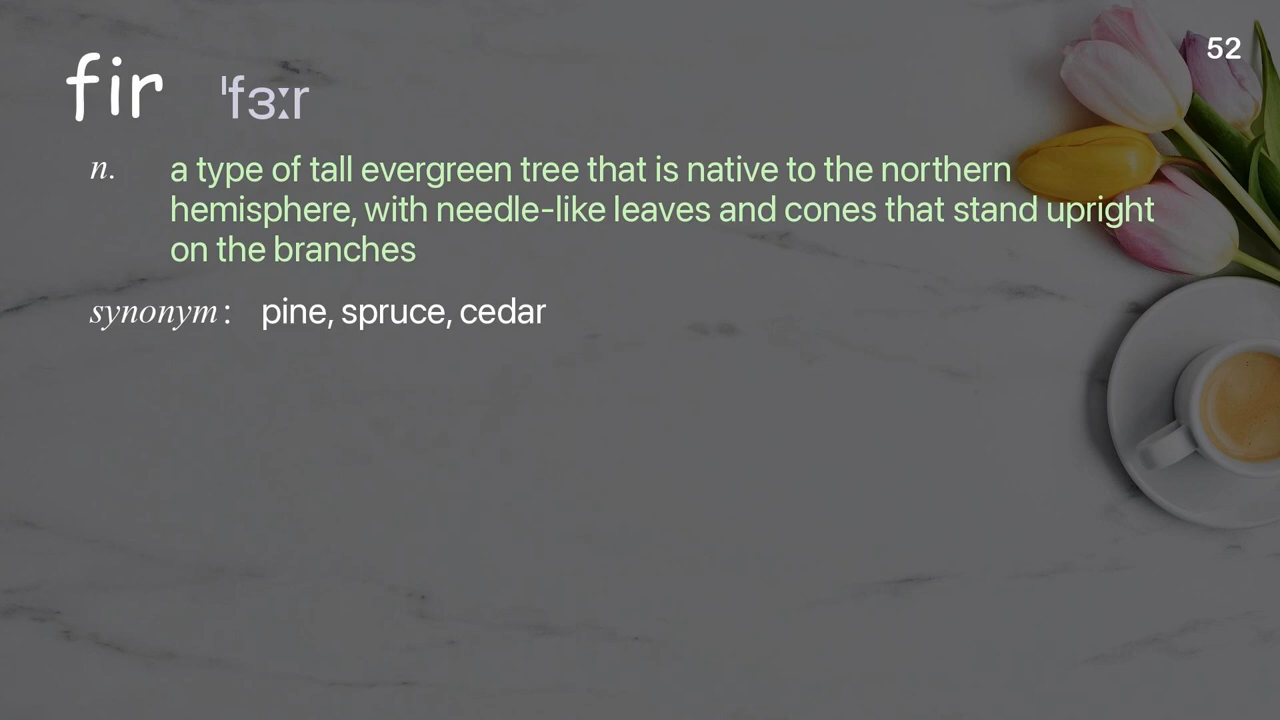 52
fir ˈfɜːr
n. a type of tall evergreen tree that is native to the northern
hemisphere, with needle-like leaves and cones that stand upright
on the branches
synonym: pine, spruce, cedar